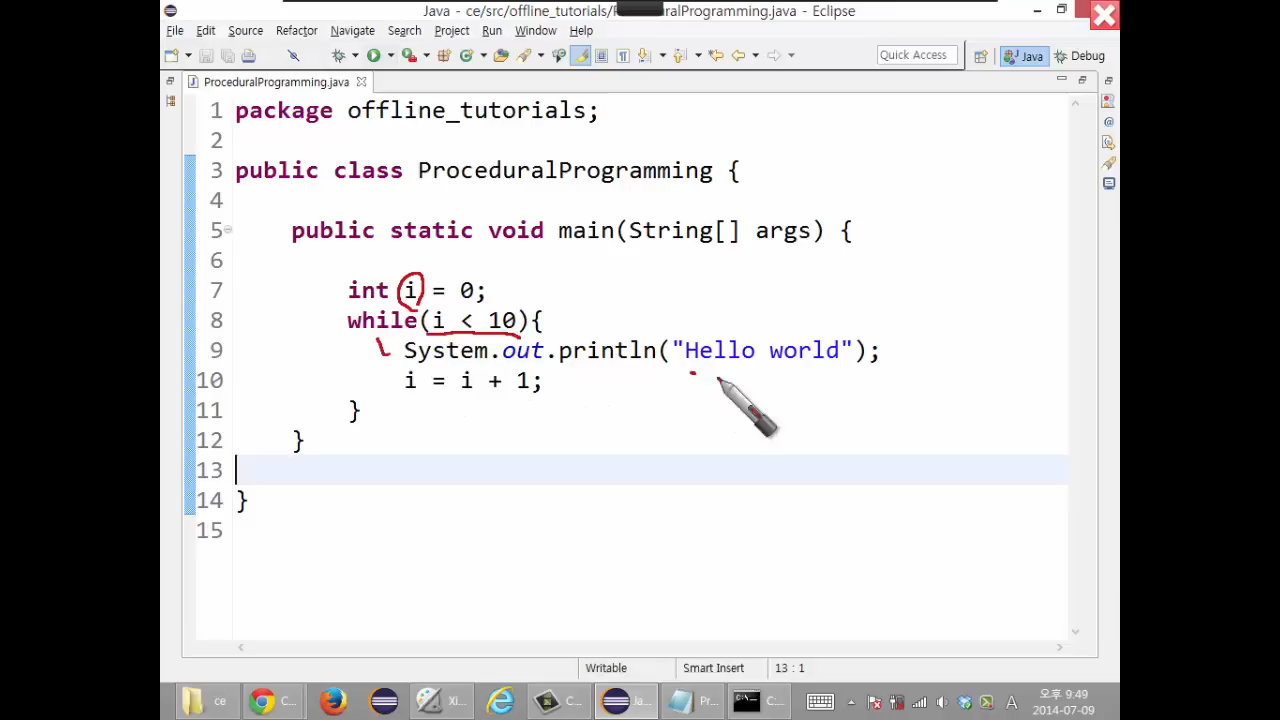 Java - ce/src/offline_tutorials/ ralProgramming.java - Eclipse
File Edit Source Refactor Navigate Search Project Run Window Help
Quick Access Java Debug
ProceduralProgramming.java
1 package offline_tutorials;
2
3 public class ProceduralProgramming {
4
5 public static void main(String[] args) {
6
7 int i = 0;
8 while(i < 10){
9 System.out.println("Hello world");
10 i = i + 1;
11 }
12 }
13
14 }
15
Writable Smart Insert 13 : 1
ce C... Xi... C... Ja... Pr... C... A 오후 9:49
2014-07-09